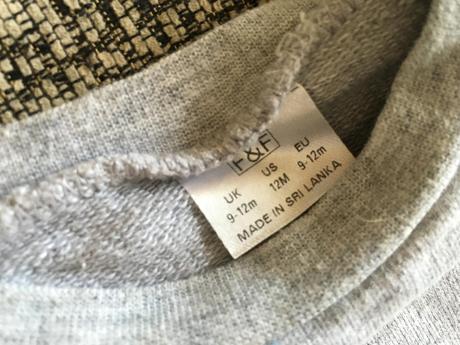 F&F
UK US EU
9-12m 12M 9-12m
MADE IN SRI LANKA